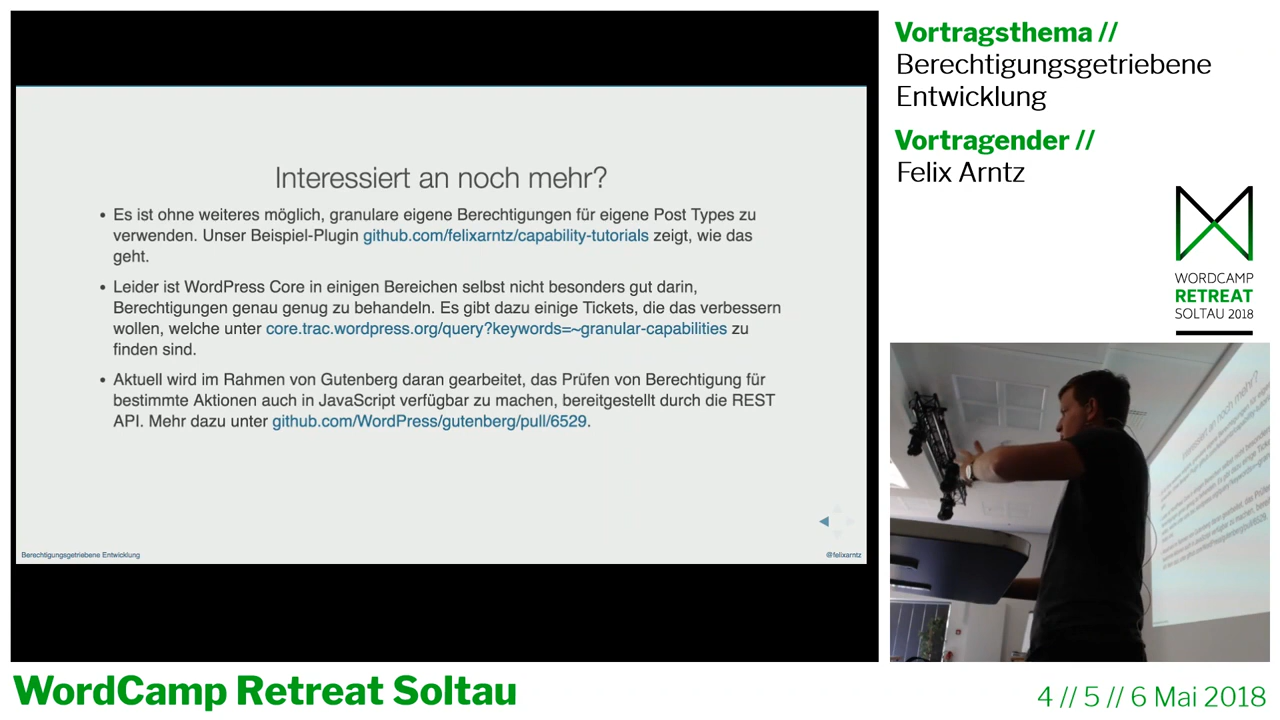 Vortragsthema //
Berechtigungsgetriebene
Entwicklung
Vortragender //
Felix Arntz
WORDCAMP
RETREAT
SOLTAU 2018
Interessiert an noch mehr?
• Es ist ohne weiteres möglich, granulare eigene Berechtigungen für eigene Post Types zu
verwenden. Unser Beispiel-Plugin github.com/felixarntz/capability-tutorials zeigt, wie das
geht.
• Leider ist WordPress Core in einigen Bereichen selbst nicht besonders gut darin,
Berechtigungen genau genug zu behandeln. Es gibt dazu einige Tickets, die das verbessern
wollen, welche unter core.trac.wordpress.org/query?keywords=~granular-capabilities zu
finden sind.
• Aktuell wird im Rahmen von Gutenberg daran gearbeitet, das Prüfen von Berechtigung für
bestimmte Aktionen auch in JavaScript verfügbar zu machen, bereitgestellt durch die REST
API. Mehr dazu unter github.com/WordPress/gutenberg/pull/6529.
Berechtigungsgetriebene Entwicklung
@felixarntz
Interessiert an noch mehr?
WordCamp Retreat Soltau
4 // 5 // 6 Mai 2018